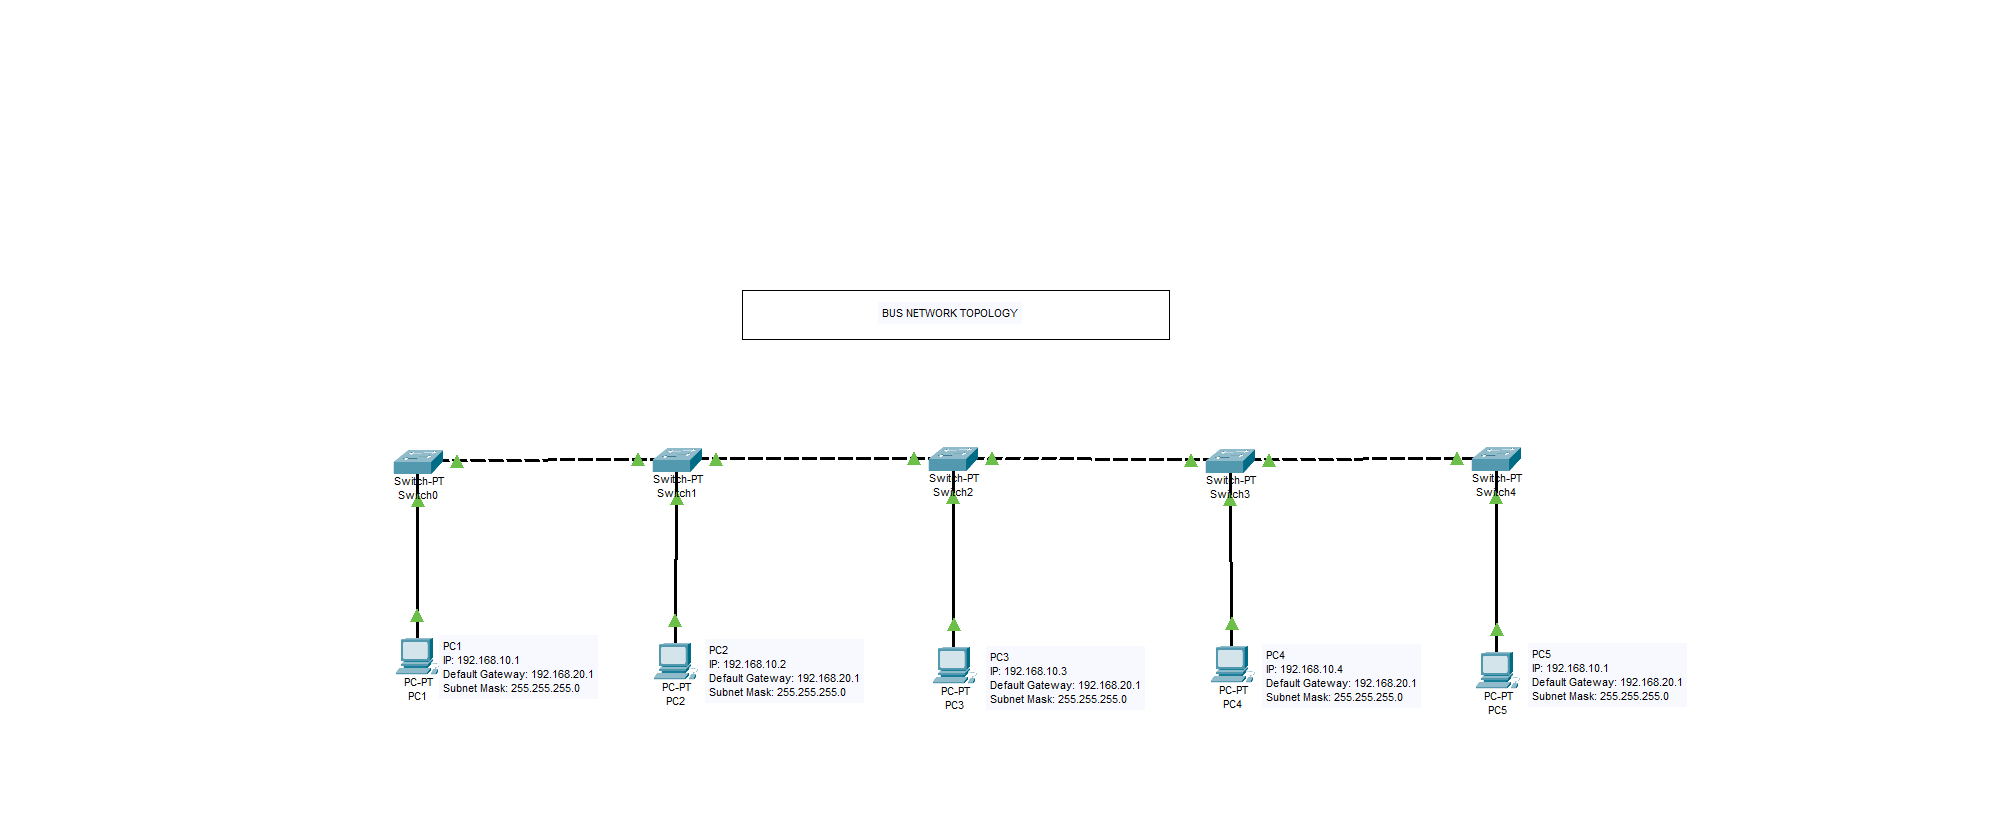 BUS NETWORK TOPOLOGY
Switch-PT
Switch0
Switch-PT
Switch1
Switch-PT
Switch2
Switch-PT
Switch3
Switch-PT
Switch4
PC-PT
PC1
PC1
IP: 192.168.10.1
Default Gateway: 192.168.20.1
Subnet Mask: 255.255.255.0
PC-PT
PC2
PC2
IP: 192.168.10.2
Default Gateway: 192.168.20.1
Subnet Mask: 255.255.255.0
PC-PT
PC3
PC3
IP: 192.168.10.3
Default Gateway: 192.168.20.1
Subnet Mask: 255.255.255.0
PC-PT
PC4
PC4
IP: 192.168.10.4
Default Gateway: 192.168.20.1
Subnet Mask: 255.255.255.0
PC-PT
PC5
PC5
IP: 192.168.10.1
Default Gateway: 192.168.20.1
Subnet Mask: 255.255.255.0